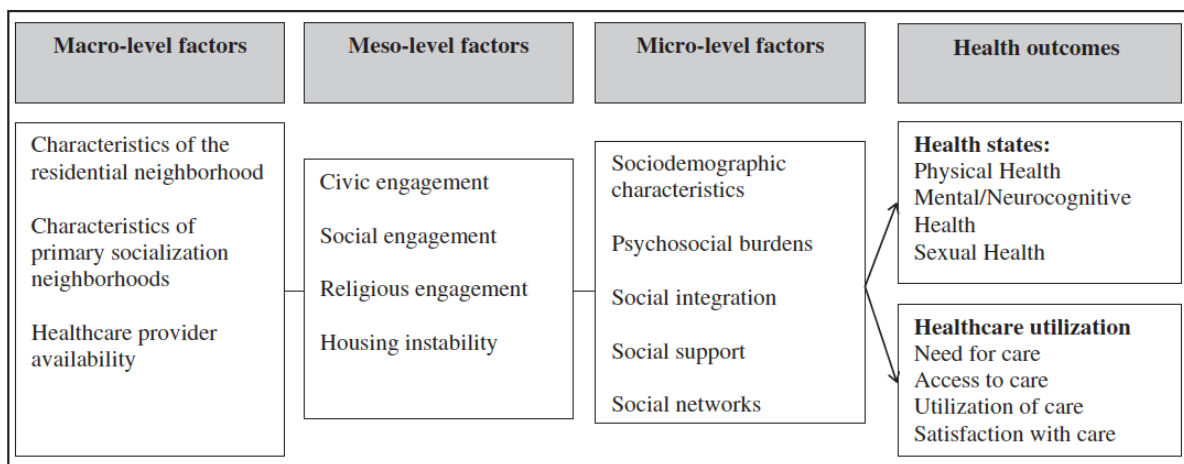 Macro-level factors
Characteristics of the
residential neighborhood
Characteristics of
primary socialization
neighborhoods
Healthcare provider
availability
Meso-level factors
Civic engagement
Social engagement
Religious engagement
Housing instability
Micro-level factors
Sociodemographic
characteristics
Psychosocial burdens
Social integration
Social support
Social networks
Health outcomes
Health states:
Physical Health
Mental/Neurocognitive
Health
Sexual Health
Healthcare utilization
Need for care
Access to care
Utilization of care
Satisfaction with care